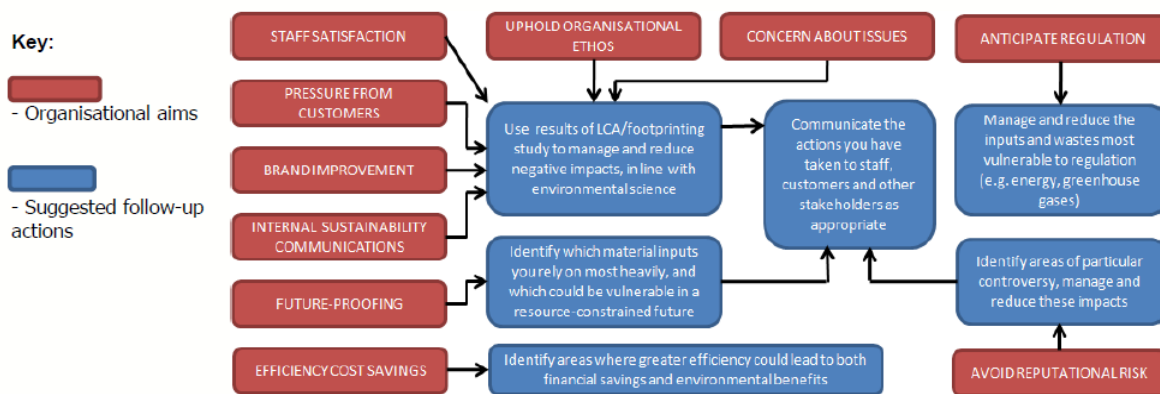 Key:
- Organisational aims
- Suggested follow-up
actions
STAFF SATISFACTION
UPHOLD ORGANISATIONAL
ETHOS
CONCERN ABOUT ISSUES
ANTICIPATE REGULATION
PRESSURE FROM
CUSTOMERS
BRAND IMPROVEMENT
INTERNAL SUSTAINABILITY
COMMUNICATIONS
FUTURE-PROOFING
EFFICIENCY COST SAVINGS
Use results of LCA/footprinting
study to manage and reduce
negative impacts, in line with
environmental science
Communicate the
actions you have
taken to staff,
customers and other
stakeholders as
appropriate
Manage and reduce the
inputs and wastes most
vulnerable to regulation
(e.g. energy, greenhouse
gases)
Identify which material inputs
you rely on most heavily, and
which could be vulnerable in a
resource-constrained future
Identify areas of particular
controversy, manage and
reduce these impacts
Identify areas where greater efficiency could lead to both
financial savings and environmental benefits
AVOID REPUTATIONAL RISK